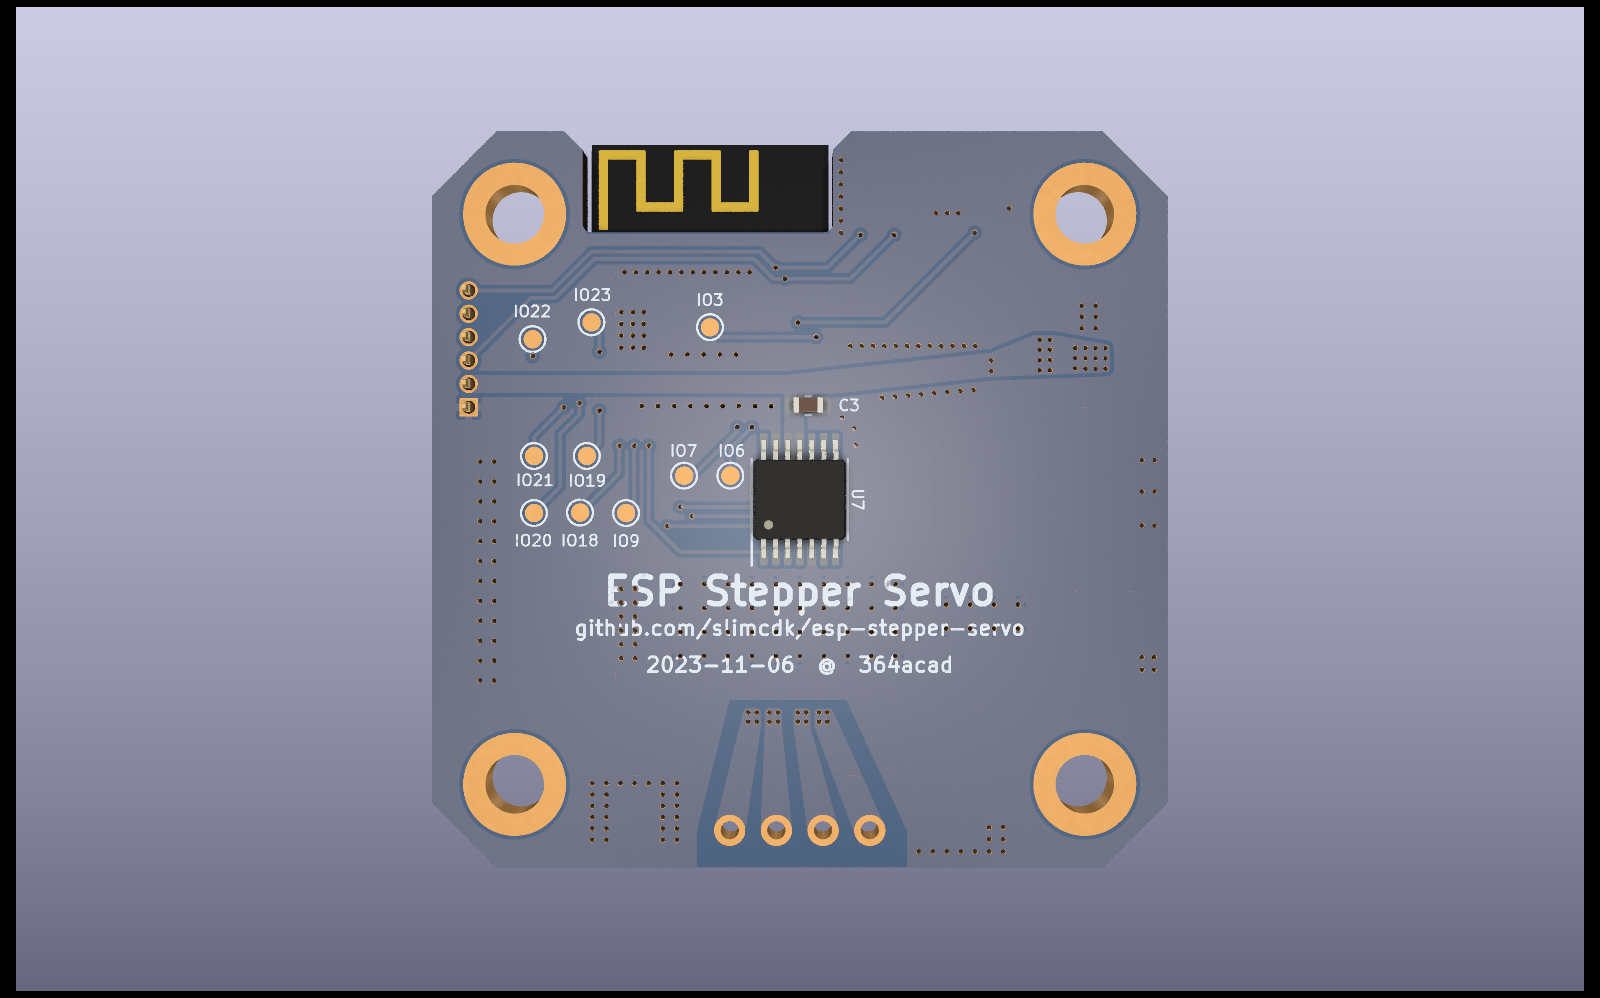 IO23
IO3
IO22
C3
IO7 IO6
IO21 IO19
U7
IO20 IO18 IO9
ESP Stepper Servo
github.com/slimcdk/esp-stepper-servo
2023-11-06 @ 364acad